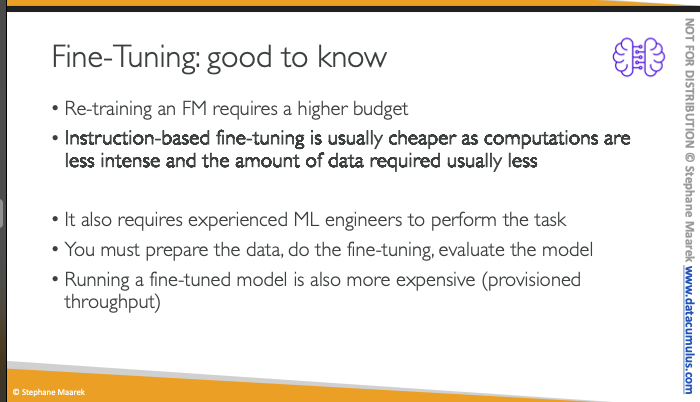 Fine-Tuning: good to know
• Re-training an FM requires a higher budget
• Instruction-based fine-tuning is usually cheaper as computations are
less intense and the amount of data required usually less
• It also requires experienced ML engineers to perform the task
• You must prepare the data, do the fine-tuning, evaluate the model
• Running a fine-tuned model is also more expensive (provisioned
throughput)
© Stephane Maarek
NOT FOR DISTRIBUTION © Stephane Maarek www.datacumulus.com